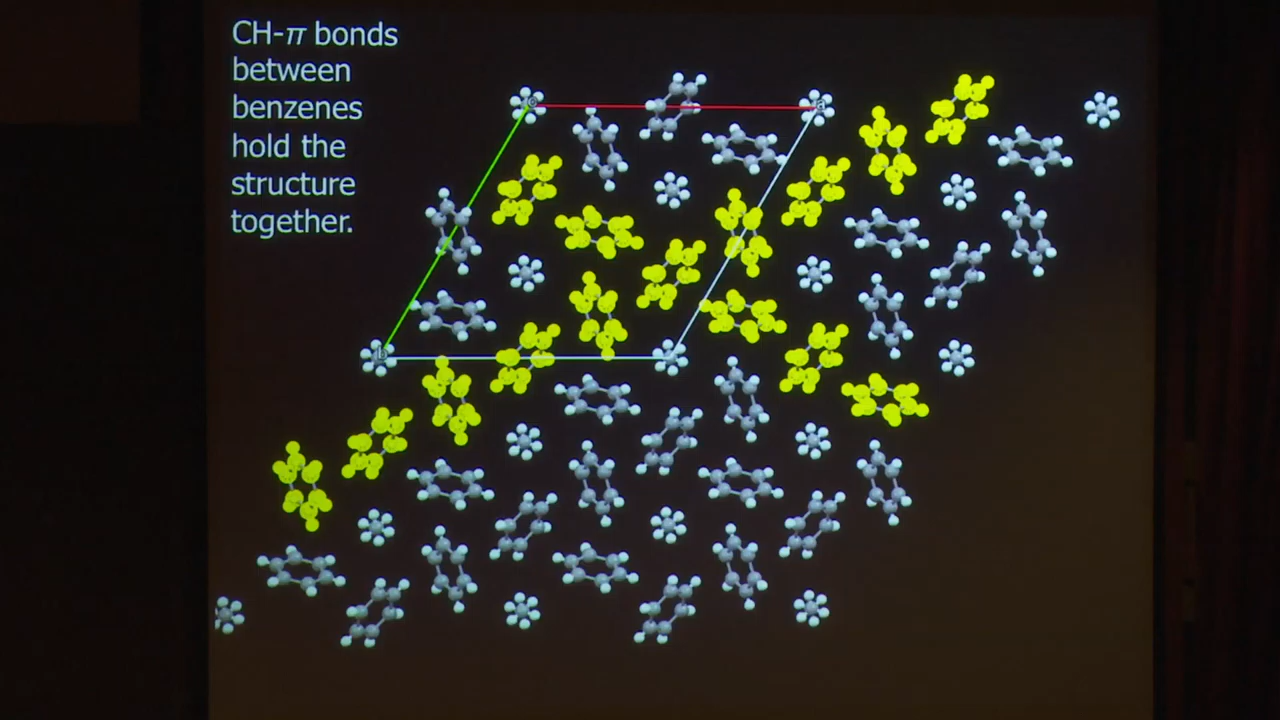 CH-π bonds
between
benzenes
hold the
structure
together.
o
a
b